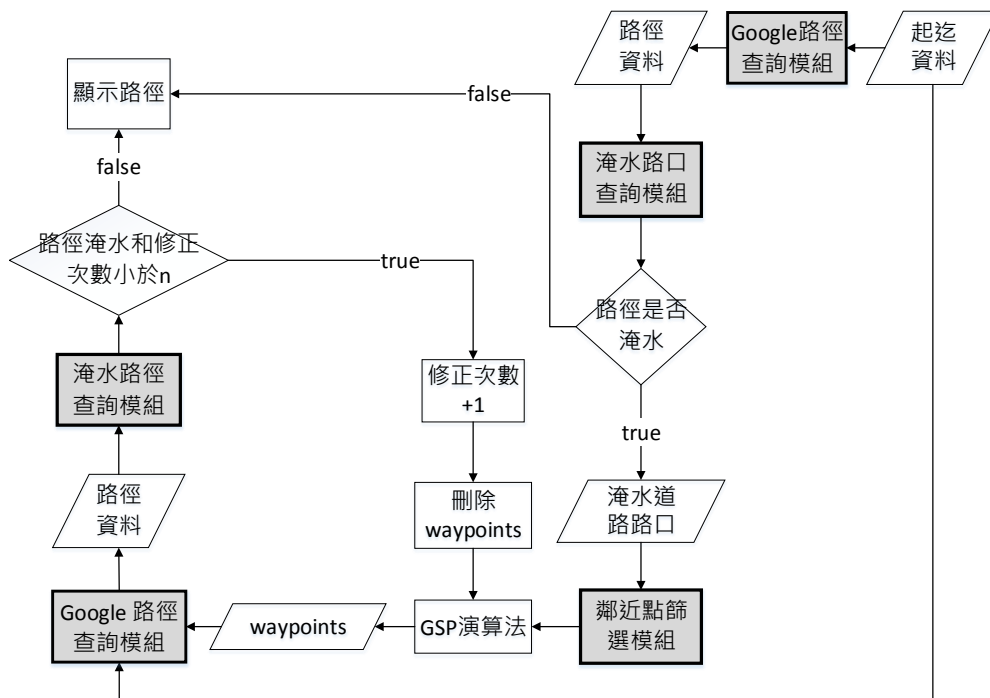 路徑
資料
Google路徑
查詢模組
起迄
資料
顯示路徑
false
false
淹水路口
查詢模組
路徑淹水和修正
次數小於n
true
路徑是否
淹水
淹水路徑
查詢模組
修正次數
+1
true
路徑
資料
刪除
waypoints
淹水道
路路口
Google 路徑
查詢模組
waypoints
GSP演算法
鄰近點篩
選模組